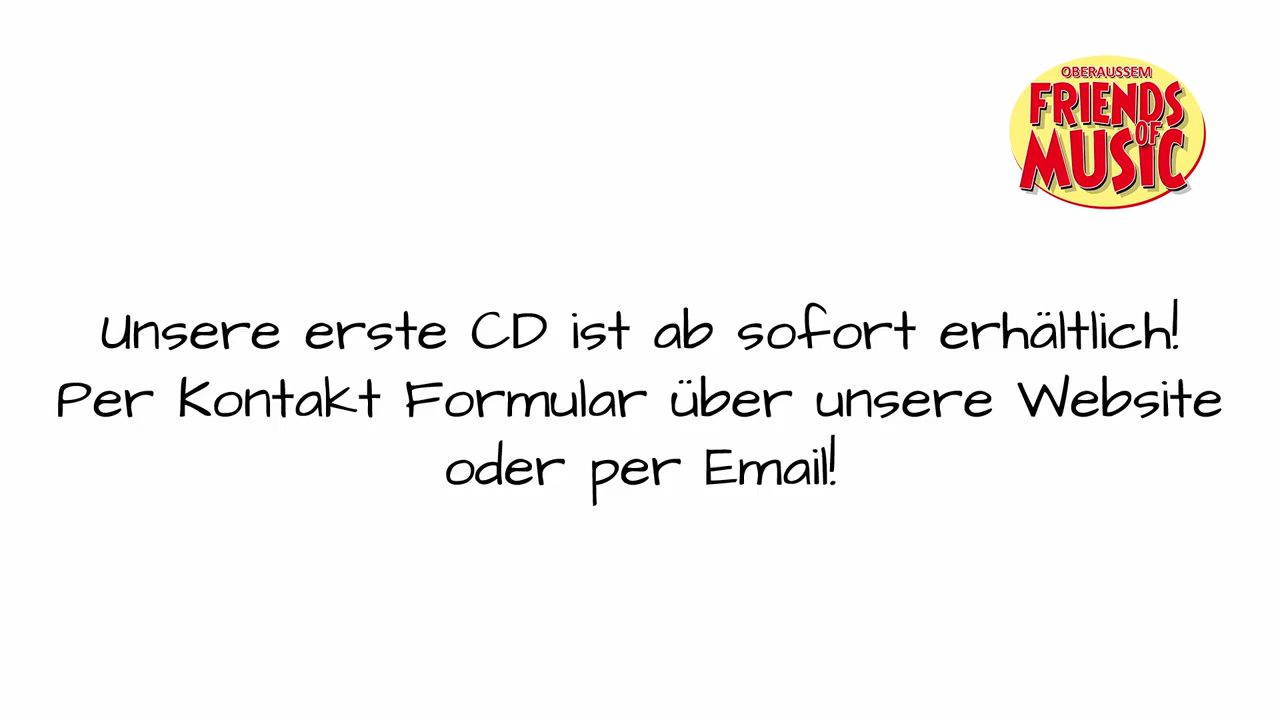 OBERAUSSEM
FRIENDS
OF
MUSIC
Unsere erste CD ist ab sofort erhältlich!
Per Kontakt Formular über unsere Website
oder per Email!